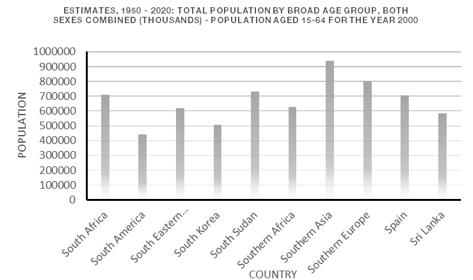 ESTIMATES, 1950 - 2020: TOTAL POPULATION BY BROAD AGE GROUP, BOTH
SEXES COMBINED (THOUSANDS) - POPULATION AGED 15-64 FOR THE YEAR 2000
POPULATION
1000000
900000
800000
700000
600000
500000
400000
300000
200000
100000
0
South Africa
South America
South Eastern...
South Korea
South Sudan
Southern Africa
Southern Asia
Southern Europe
Spain
Sri Lanka
COUNTRY